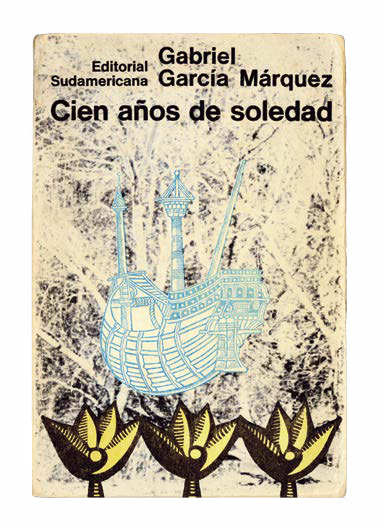 Editorial
Sudamericana
Gabriel
García Márquez
Cien años de soledad